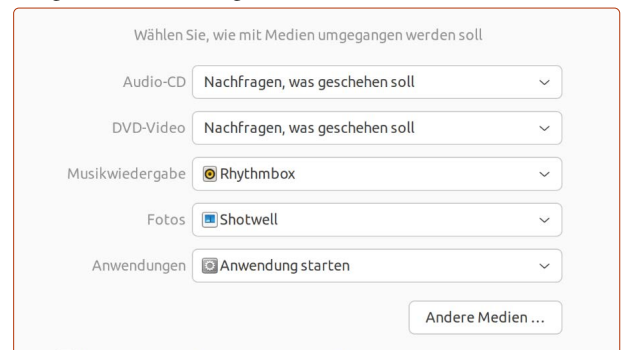 Wählen Sie, wie mit Medien umgegangen werden soll
Audio-CD Nachfragen, was geschehen soll
DVD-Video Nachfragen, was geschehen soll
Musikwiedergabe Rhythmbox
Fotos Shotwell
Anwendungen Anwendung starten
Andere Medien …